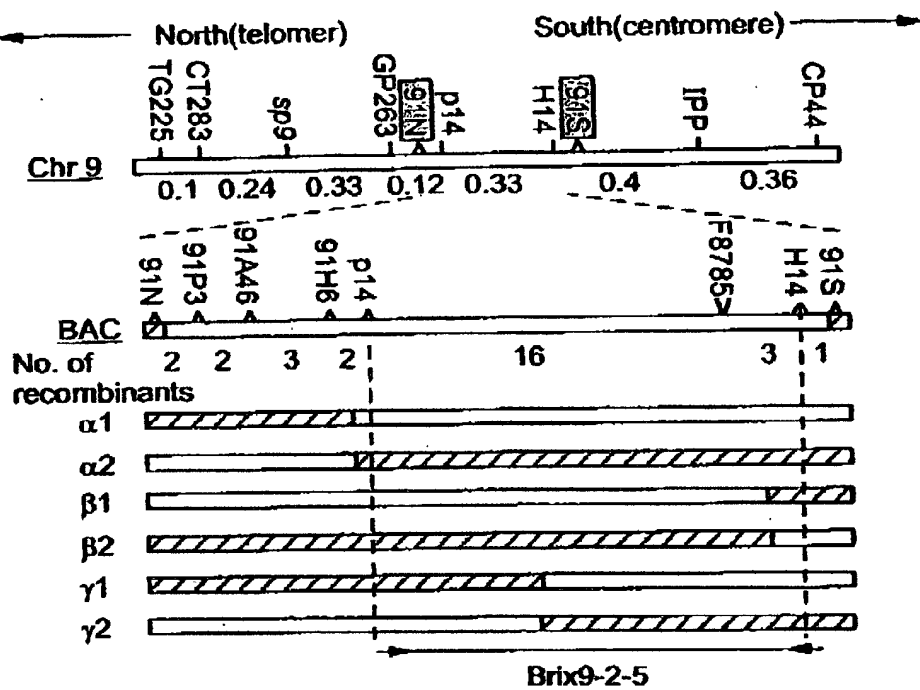 North(telomer) South(centromere)
TG225 CT283 sp9 GP263 91N p14 H14 91S IPP CP44
Chr 9
0.1 0.24 0.33 0.12 0.33 0.4 0.36
91N 91P3 91A46 91H6 p14 F8785 H14 91S
BAC
No. of recombinants 2 2 3 2 16 3 1
α1
α2
β1
β2
γ1
γ2
Brix9-2-5